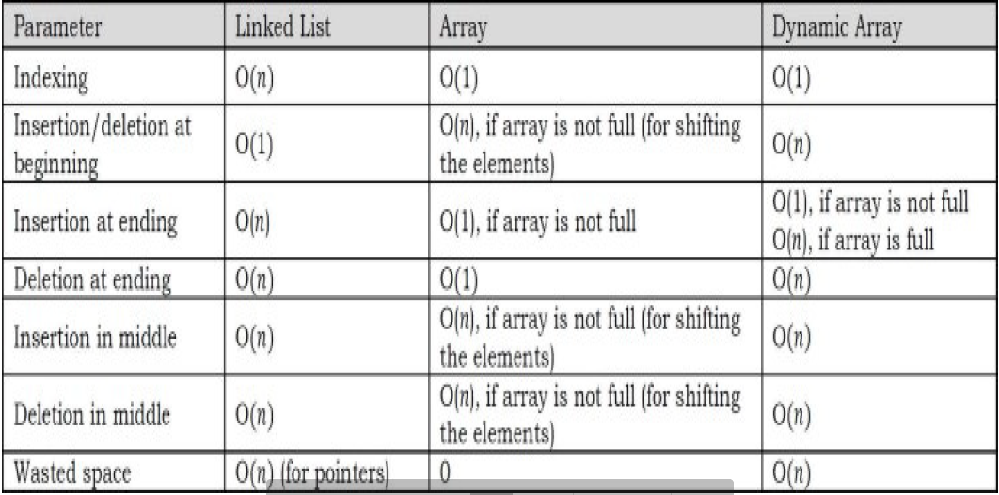 Parameter Linked List Array Dynamic Array
Indexing O(n) O(1) O(1)
Insertion/deletion at beginning O(1) O(n), if array is not full (for shifting the elements) O(n)
Insertion at ending O(n) O(1), if array is not full O(1), if array is not full O(n), if array is full
Deletion at ending O(n) O(1) O(n)
Insertion in middle O(n) O(n), if array is not full (for shifting the elements) O(n)
Deletion in middle O(n) O(n), if array is not full (for shifting the elements) O(n)
Wasted space O(n) (for pointers) 0 O(n)